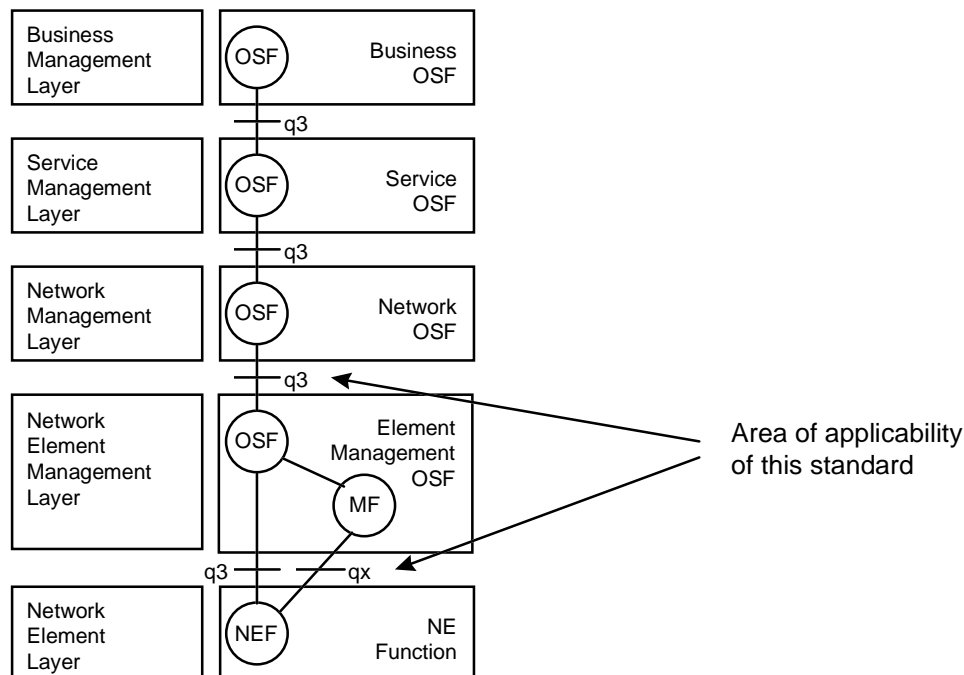 Business
Management
Layer
OSF
Business
OSF
q3
Service
Management
Layer
OSF
Service
OSF
q3
Network
Management
Layer
OSF
Network
OSF
q3
Network
Element
Management
Layer
OSF
Element
Management
OSF
MF
Area of applicability
of this standard
q3
qx
Network
Element
Layer
NEF
NE
Function